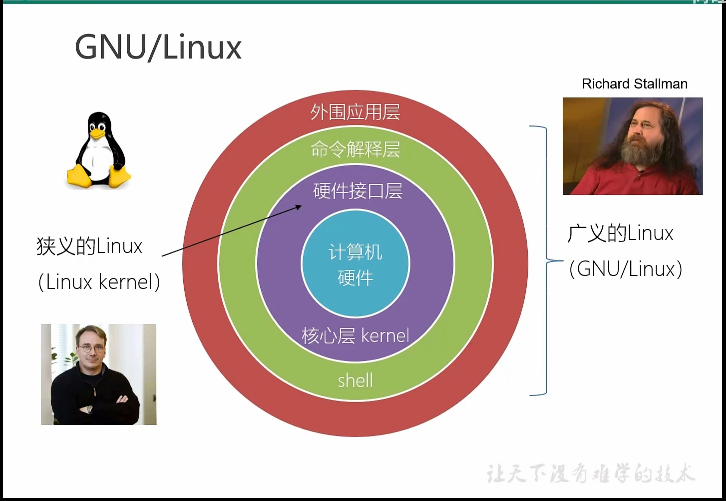 GNU/Linux
Richard Stallman
外围应用层
命令解释层
硬件接口层
计算机
硬件
核心层 kernel
shell
狭义的Linux
(Linux kernel)
广义的Linux
(GNU/Linux)
让天下没有难学的技术